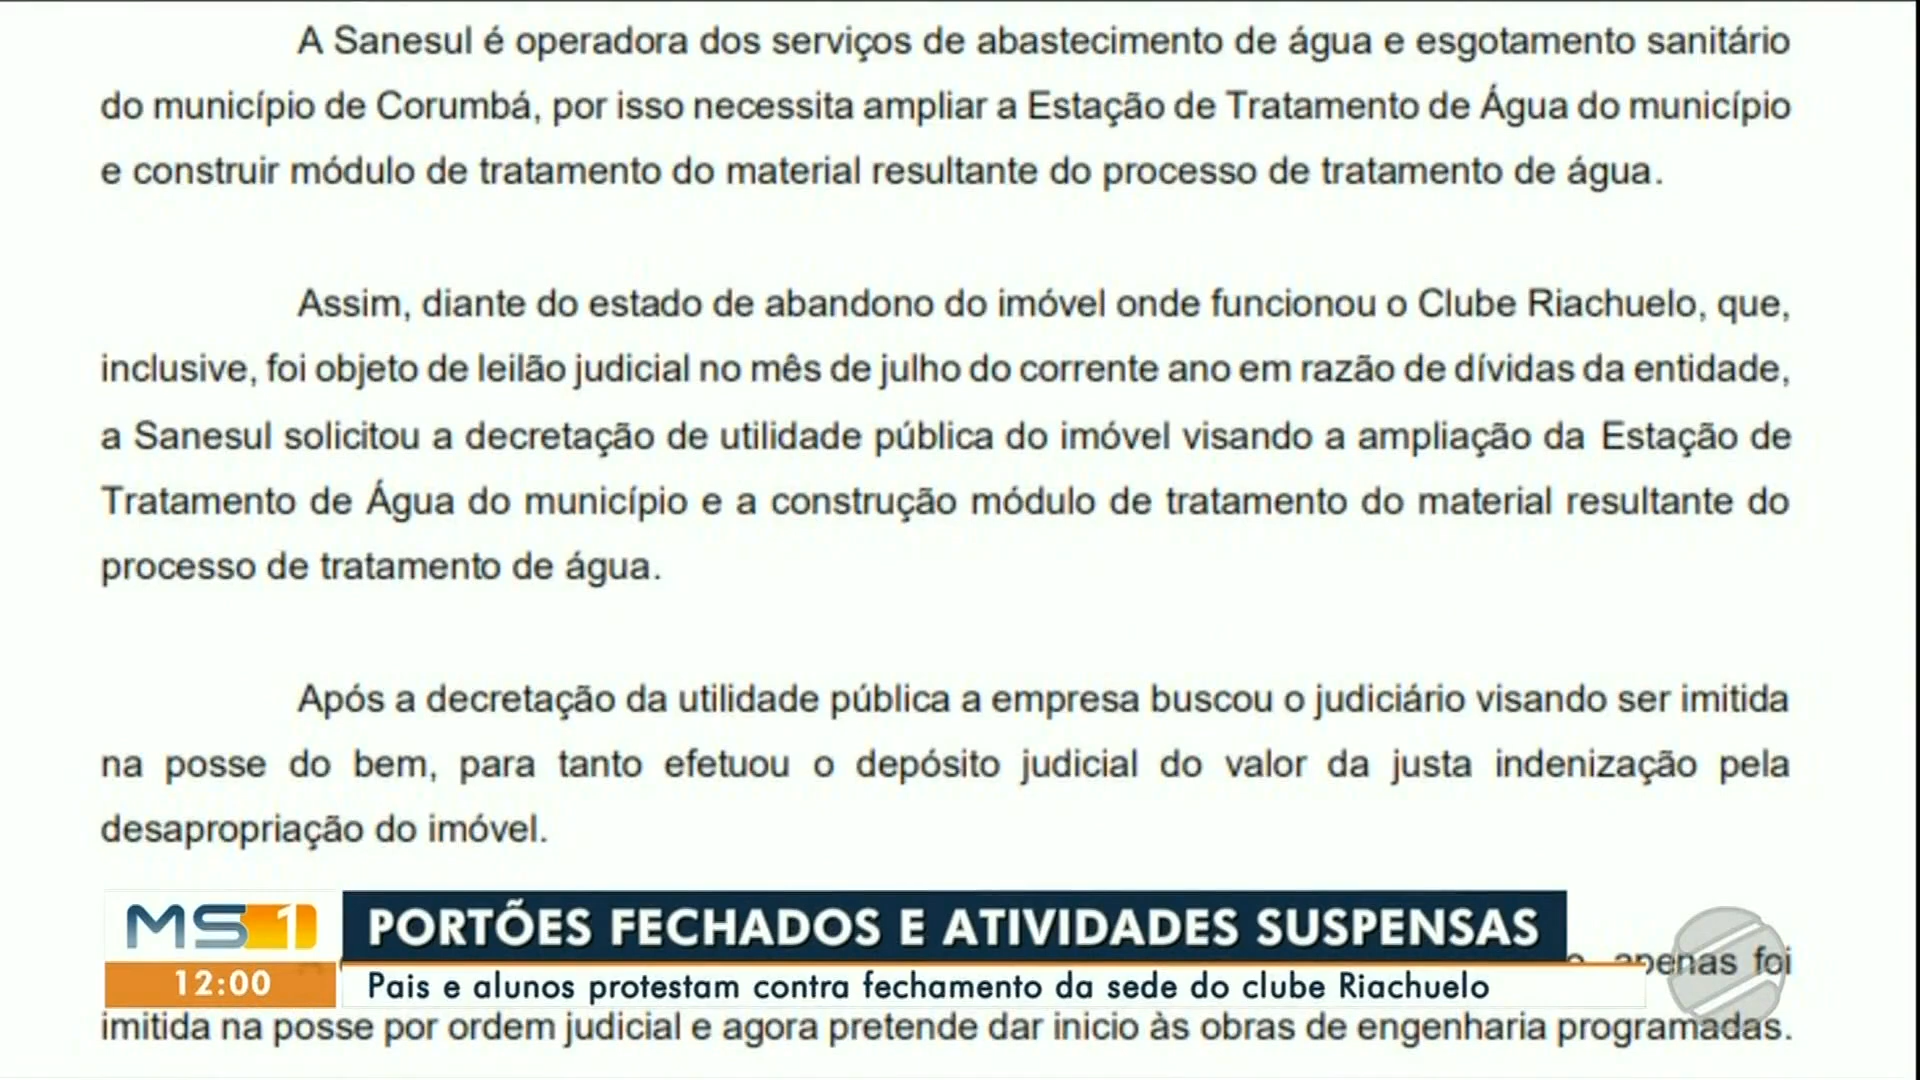 A Sanesul é operadora dos serviços de abastecimento de água e esgotamento sanitário
do município de Corumbá, por isso necessita ampliar a Estação de Tratamento de Água do município
e construir módulo de tratamento do material resultante do processo de tratamento de água.
Assim, diante do estado de abandono do imóvel onde funcionou o Clube Riachuelo, que,
inclusive, foi objeto de leilão judicial no mês de julho do corrente ano em razão de dívidas da entidade,
a Sanesul solicitou a decretação de utilidade pública do imóvel visando a ampliação da Estação de
Tratamento de Água do município e a construção módulo de tratamento do material resultante do
processo de tratamento de água.
Após a decretação da utilidade pública a empresa buscou o judiciário visando ser imitida
na posse do bem, para tanto efetuou o depósito judicial do valor da justa indenização pela
desapropriação do imóvel.
MS1
PORTÕES FECHADOS E ATIVIDADES SUSPENSAS
apenas foi
12:00
Pais e alunos protestam contra fechamento da sede do clube Riachuelo
imitida na posse por ordem judicial e agora pretende dar inicio às obras de engenharia programadas.